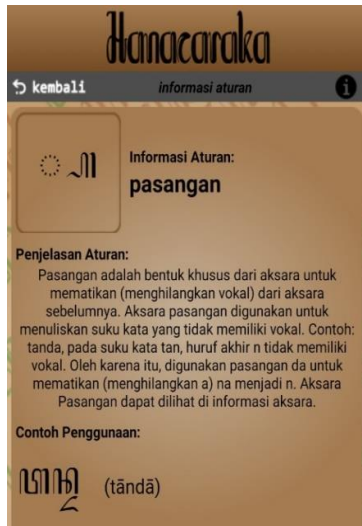 Hanacaraka
kembali informasi aturan
Informasi Aturan:
pasangan
Penjelasan Aturan:
Pasangan adalah bentuk khusus dari aksara untuk
mematikan (menghilangkan vokal) dari aksara
sebelumnya. Aksara pasangan digunakan untuk
menuliskan suku kata yang tidak memiliki vokal. Contoh:
tanda, pada suku kata tan, huruf akhir n tidak memiliki
vokal. Oleh karena itu, digunakan pasangan da untuk
mematikan (menghilangkan a) na menjadi n. Aksara
Pasangan dapat dilihat di informasi aksara.
Contoh Penggunaan:
ꦠꦤ꧀ꦢ (tāndā)